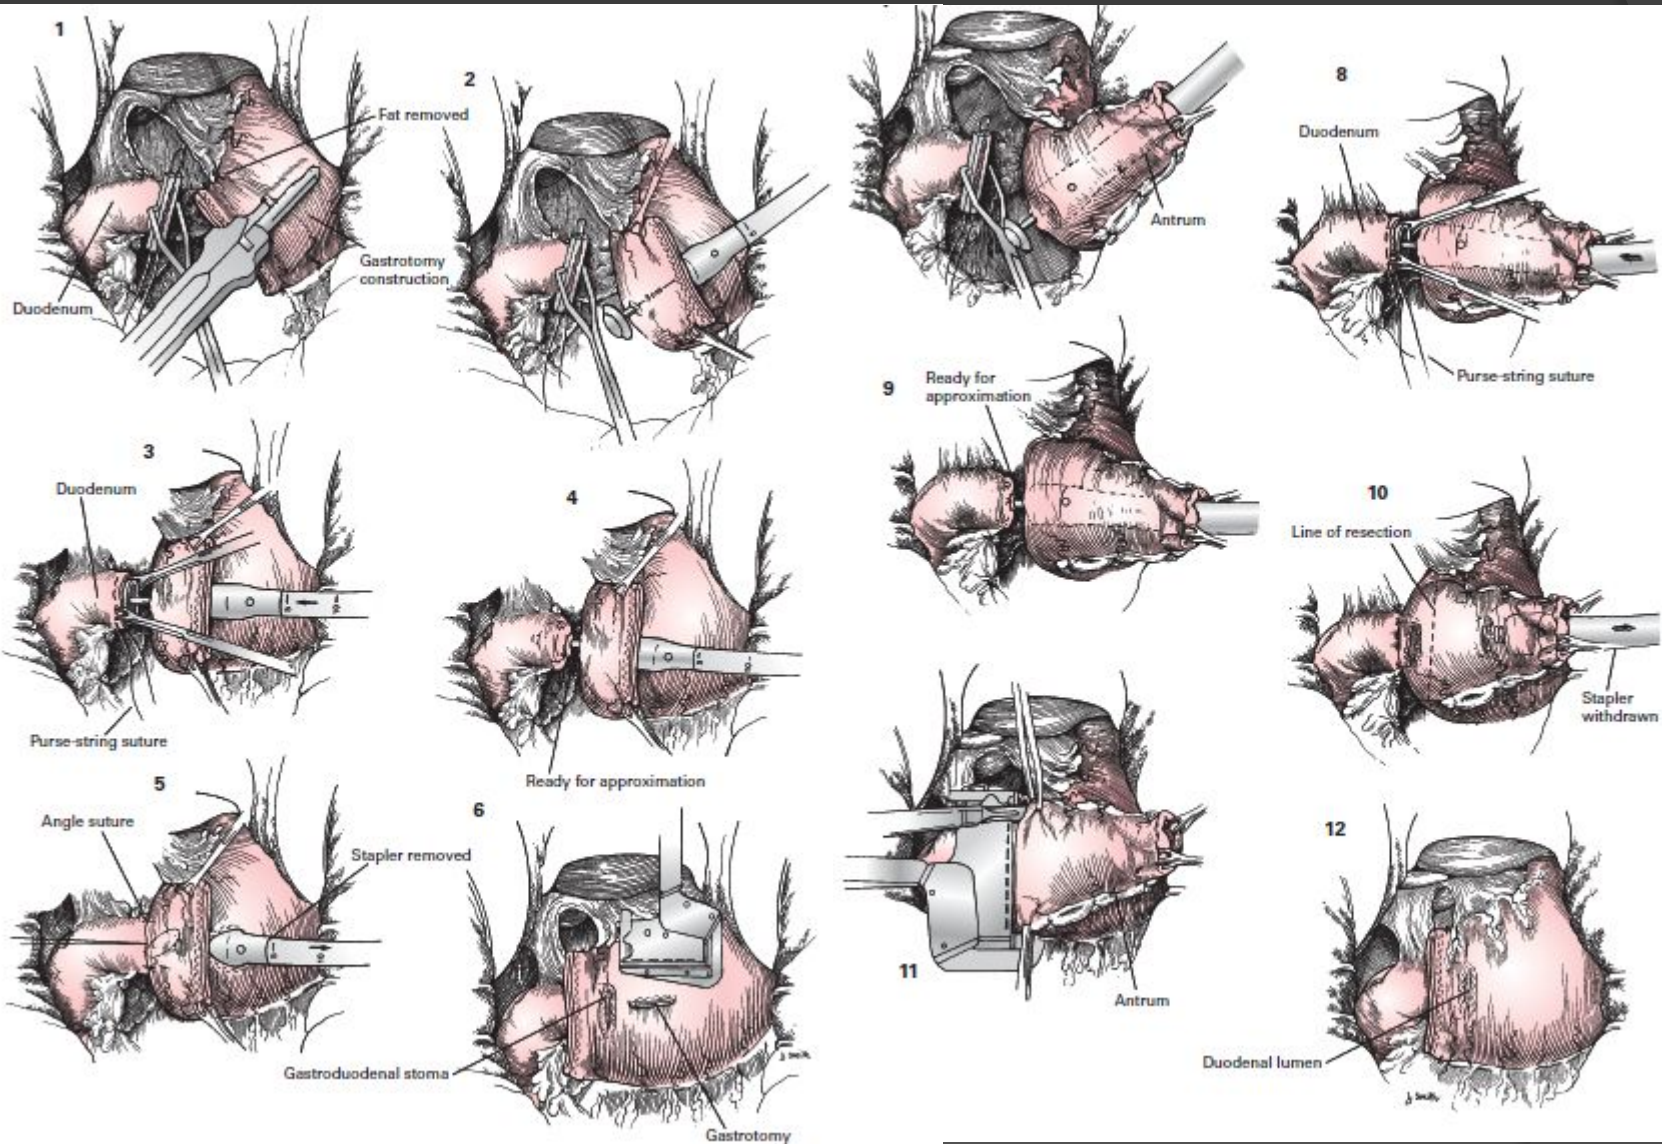 1
Fat removed
Gastrotomy
construction
Duodenum
2
3
Duodenum
Purse-string suture
4
Ready for approximation
5
Angle suture
Stapler removed
6
Gastroduodenal stoma
Gastrotomy
Antrum
8
Duodenum
Purse-string suture
9
Ready for
approximation
10
Line of resection
Stapler
withdrawn
11
Antrum
12
Duodenal lumen